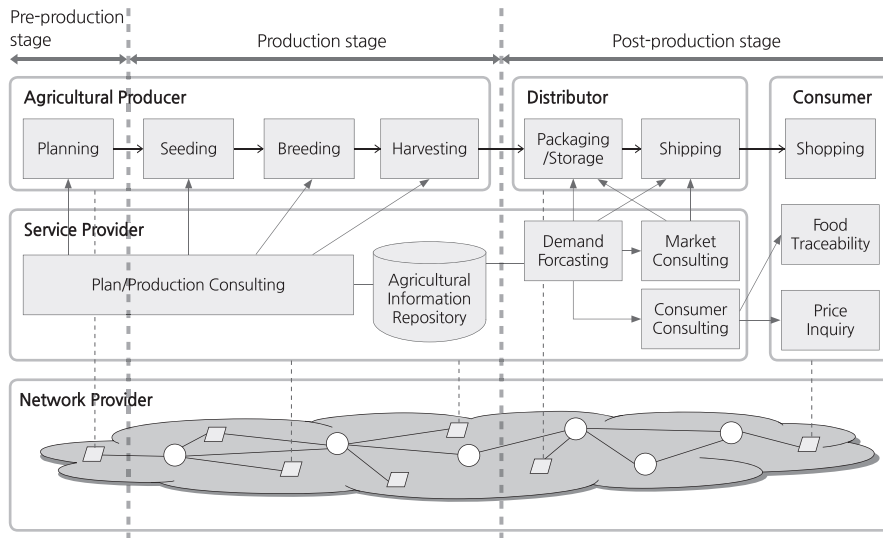 Pre-production
stage
Production stage
Post-production stage
Agricultural Producer
Distributor
Consumer
Planning
Seeding
Breeding
Harvesting
Packaging
/Storage
Shipping
Shopping
Service Provider
Plan/Production Consulting
Agricultural
Information
Repository
Demand
Forcasting
Market
Consulting
Consumer
Consulting
Food
Traceability
Price
Inquiry
Network Provider